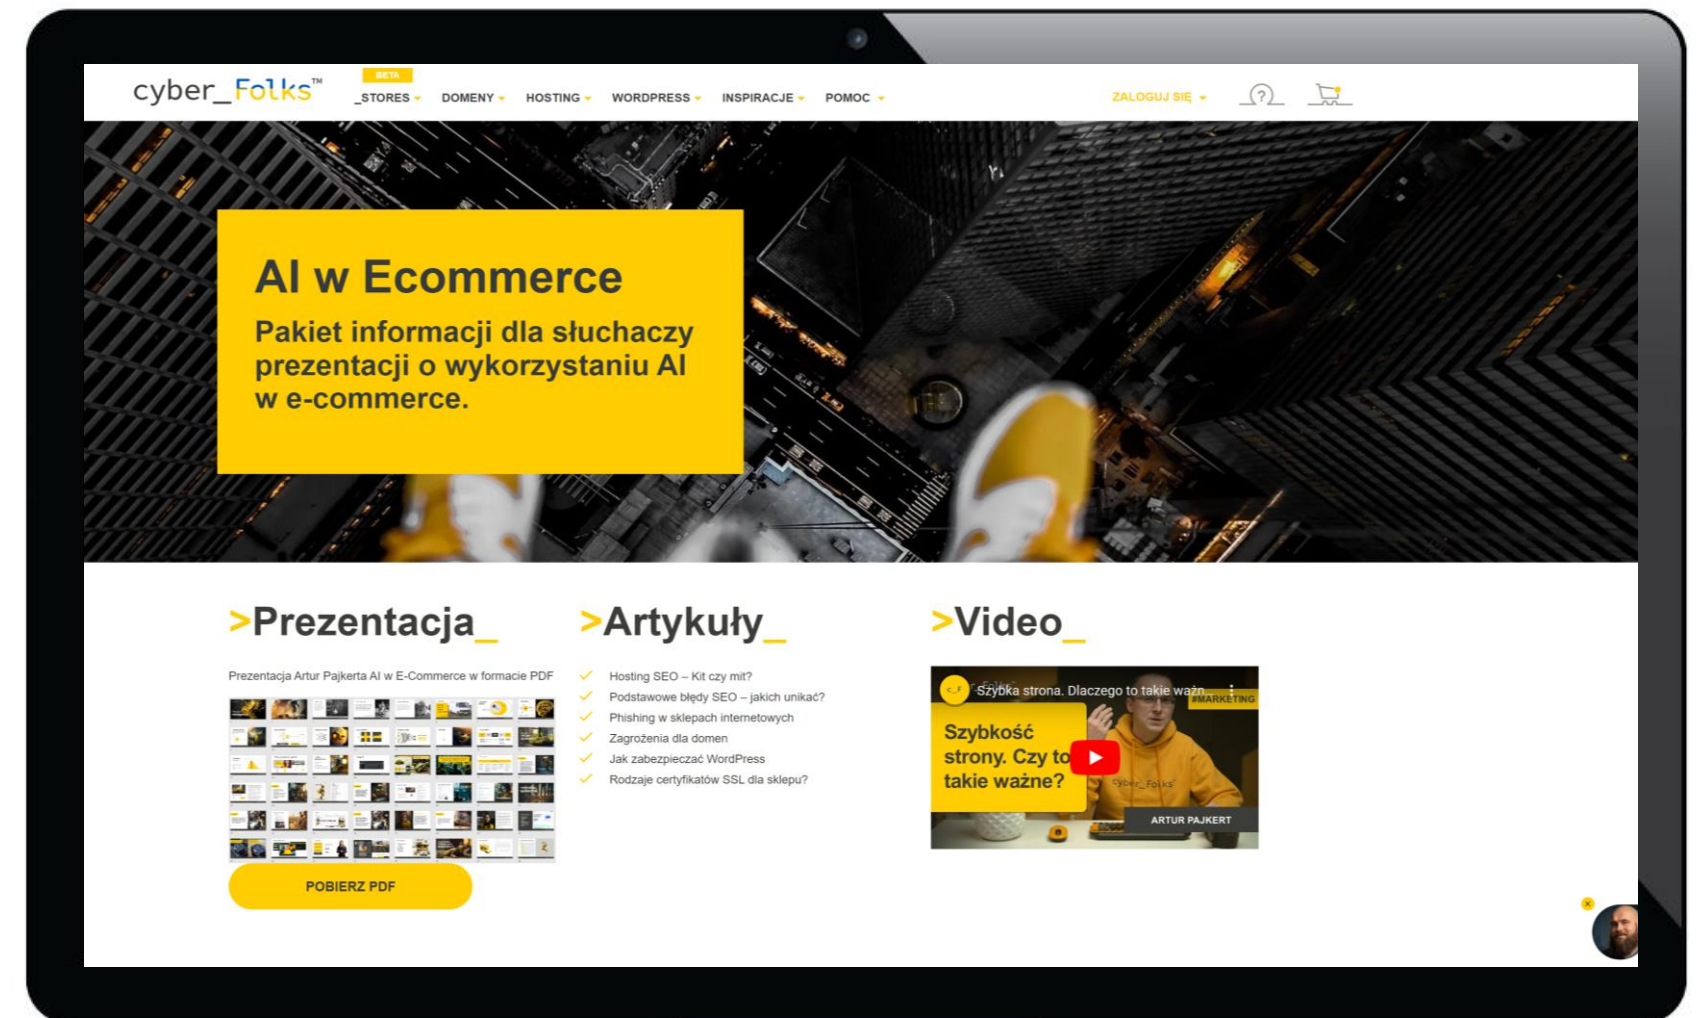 cyber_Folks™
BETA
_STORES
DOMENY
HOSTING
WORDPRESS
INSPIRACJE
POMOC
ZALOGUJ SIĘ
?
AI w Ecommerce
Pakiet informacji dla słuchaczy
prezentacji o wykorzystaniu AI
w e-commerce.
>Prezentacja_
Prezentacja Artur Pajkerta AI w E-Commerce w formacie PDF
POBIERZ PDF
>Artykuły_
Hosting SEO – Kit czy mit?
Podstawowe błędy SEO – jakich unikać?
Phishing w sklepach internetowych
Zagrożenia dla domen
Jak zabezpieczać WordPress
Rodzaje certyfikatów SSL dla sklepu?
>Video_
c_F
Szybka strona. Dlaczego to takie ważn...
#MARKETING
Szybkość
strony. Czy to
takie ważne?
cyber_Folks
ARTUR PAJKERT